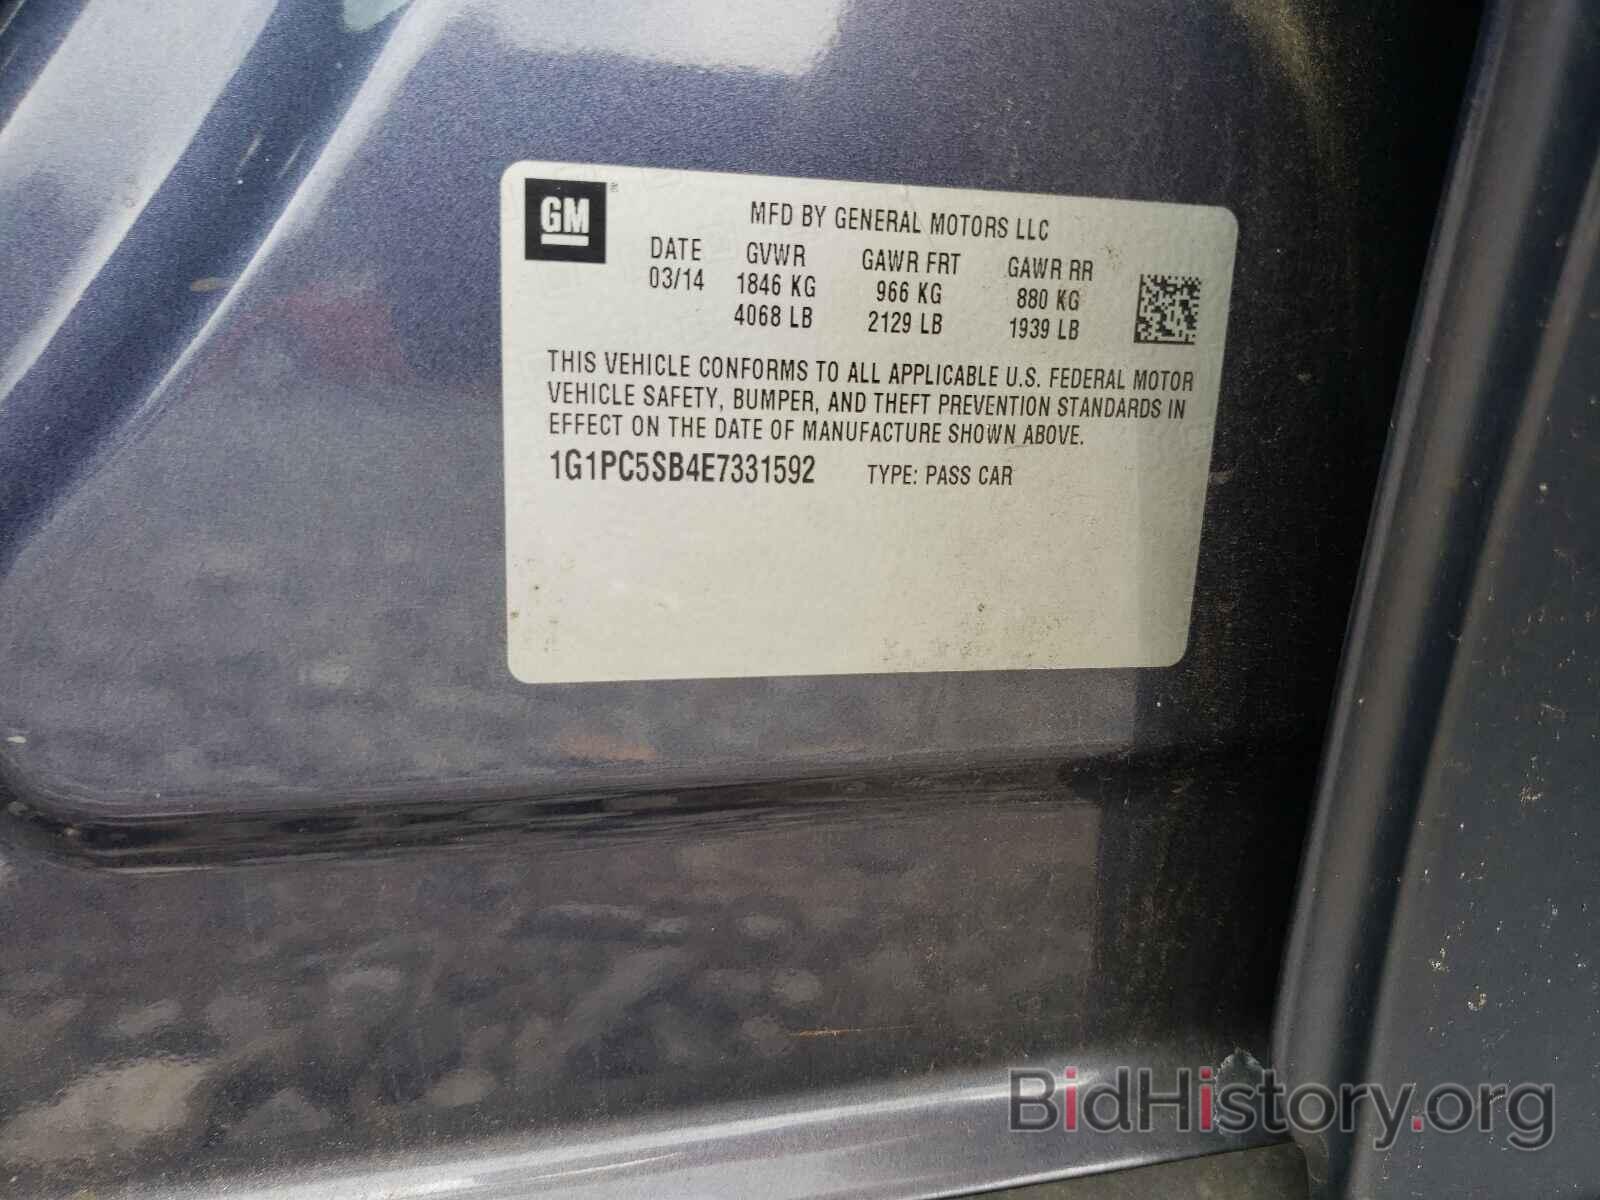 GM ®
MFD BY GENERAL MOTORS LLC
DATE GVWR GAWR FRT GAWR RR
03/14 1846 KG 966 KG 880 KG
4068 LB 2129 LB 1939 LB
THIS VEHICLE CONFORMS TO ALL APPLICABLE U.S. FEDERAL MOTOR
VEHICLE SAFETY, BUMPER, AND THEFT PREVENTION STANDARDS IN
EFFECT ON THE DATE OF MANUFACTURE SHOWN ABOVE.
1G1PC5SB4E7331592 TYPE: PASS CAR
BidHistory.org